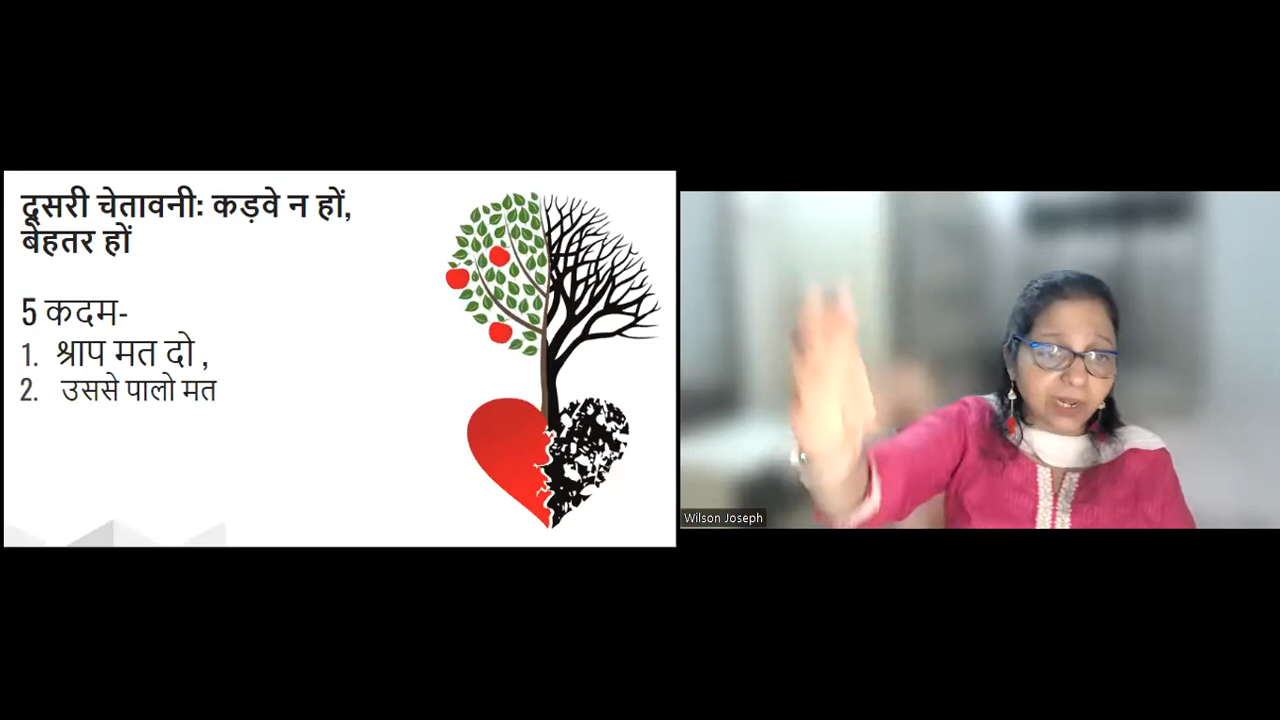 दूसरी चेतावनी: कड़वे न हों,
बेहतर हों
5 कदम-
1. श्राप मत दो ,
2. उससे पालो मत
Wilson Joseph